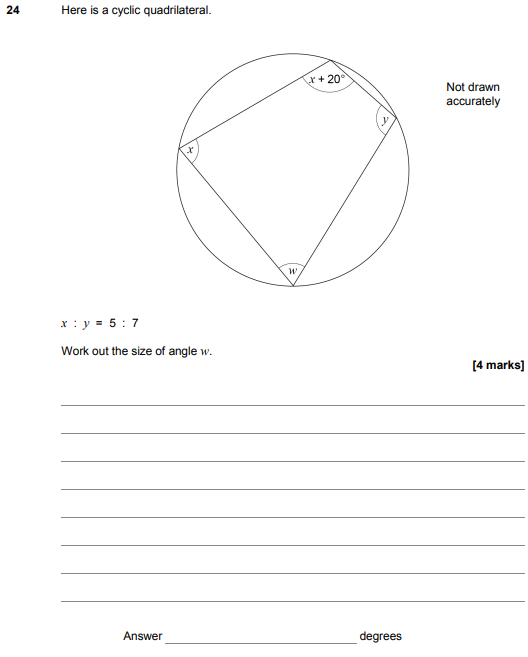 24 Here is a cyclic quadrilateral.
x + 20°
Not drawn
accurately
y
x
w
x : y = 5 : 7
Work out the size of angle w.
[4 marks]
Answer degrees